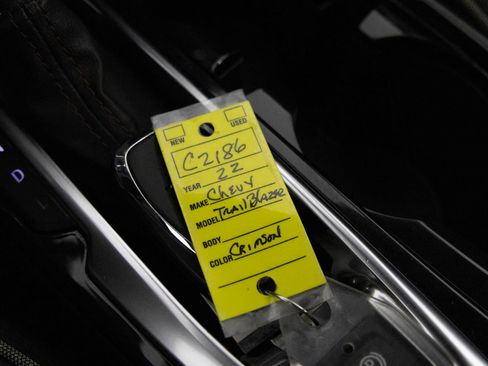 NEW USED
C2186
YEAR 22
MAKE CHEVY
MODEL TRAILBLAZER
BODY
COLOR CRIMSON
D
L